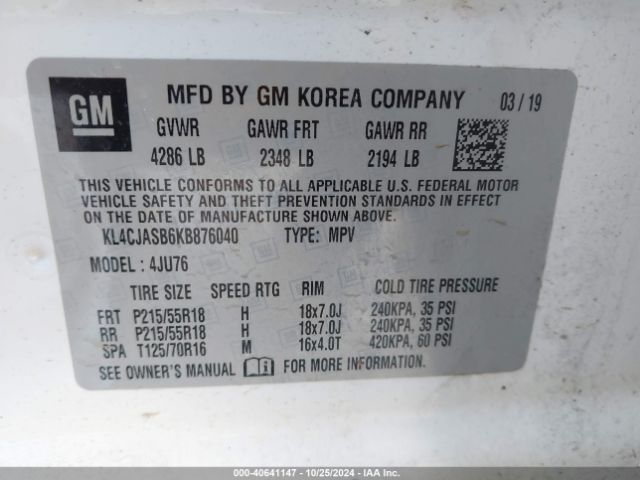 GM MFD BY GM KOREA COMPANY 03 / 19
GVWR GAWR FRT GAWR RR
4286 LB 2348 LB 2194 LB
THIS VEHICLE CONFORMS TO ALL APPLICABLE U.S. FEDERAL MOTOR
VEHICLE SAFETY AND THEFT PREVENTION STANDARDS IN EFFECT
ON THE DATE OF MANUFACTURE SHOWN ABOVE.
KL4CJASB6KB876040 TYPE: MPV
MODEL: 4JU76
TIRE SIZE SPEED RTG RIM COLD TIRE PRESSURE
FRT P215/55R18 H 18x7.0J 240KPA, 35 PSI
RR P215/55R18 H 18x7.0J 240KPA, 35 PSI
SPA T125/70R16 M 16x4.0T 420KPA, 60 PSI
SEE OWNER'S MANUAL FOR MORE INFORMATION.
000-40641147 - 10/25/2024 - IAA Inc.